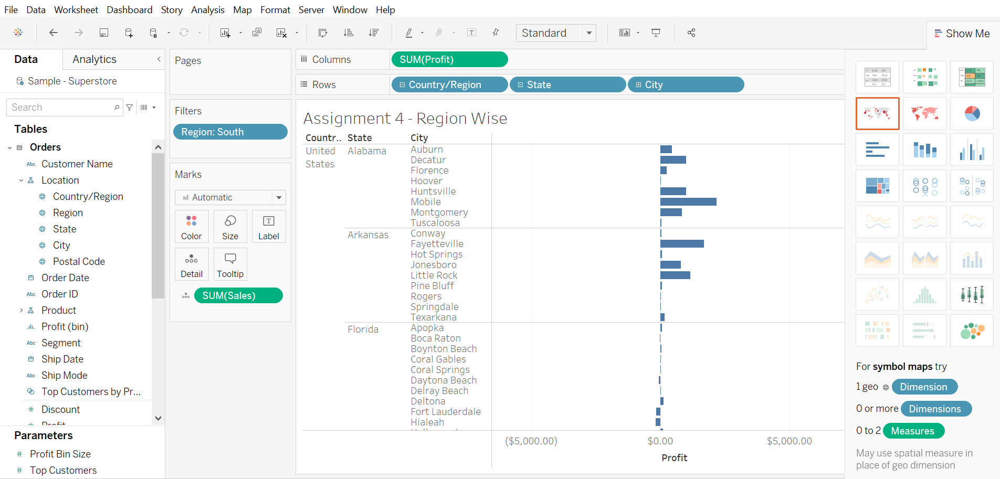 File Data Worksheet Dashboard Story Analysis Map Format Server Window Help
Standard
Show Me
Data Analytics
Sample - Superstore
Search
Tables
Orders
Customer Name
Location
Country/Region
Region
State
City
Postal Code
Order Date
Order ID
Product
Profit (bin)
Segment
Ship Date
Ship Mode
Top Customers by Pr...
Discount
Profit
Parameters
Profit Bin Size
Top Customers
Pages
Filters
Region: South
Marks
Automatic
Color Size Label
Detail Tooltip
SUM(Sales)
Columns SUM(Profit)
Rows Country/Region State City
Assignment 4 - Region Wise
Countr.. State City
United States
Alabama
Auburn
Decatur
Florence
Hoover
Huntsville
Mobile
Montgomery
Tuscaloosa
Arkansas
Conway
Fayetteville
Hot Springs
Jonesboro
Little Rock
Pine Bluff
Rogers
Springdale
Texarkana
Florida
Apopka
Boca Raton
Boynton Beach
Coral Gables
Coral Springs
Daytona Beach
Delray Beach
Deltona
Fort Lauderdale
Hialeah
($5,000.00) $0.00 $5,000.00
Profit
For symbol maps try
1 geo Dimension
0 or more Dimensions
0 to 2 Measures
May use spatial measure in
place of geo dimension